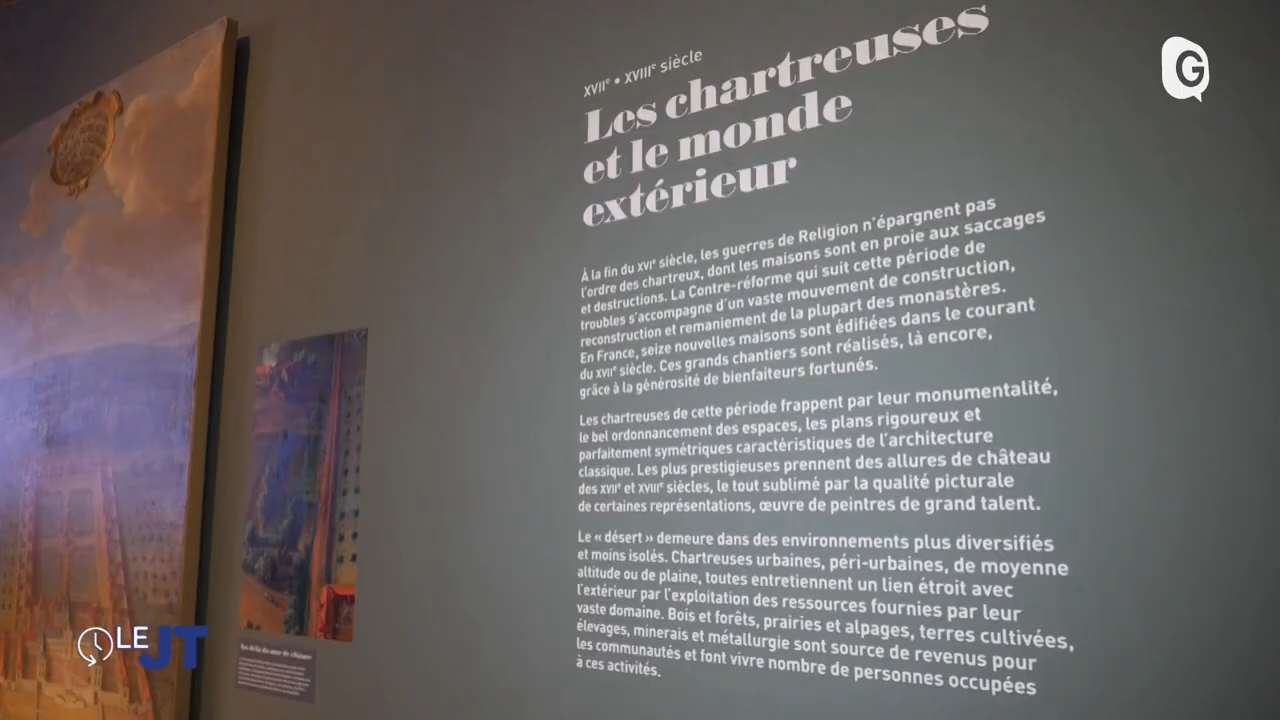 XVIIe • XVIIIe siècle
Les chartreuses
et le monde
extérieur
À la fin du XVIe siècle, les guerres de Religion n'épargnent pas
l'ordre des chartreux, dont les maisons sont en proie aux saccages
et destructions. La Contre-réforme qui suit cette période de
troubles s'accompagne d'un vaste mouvement de construction,
reconstruction et remaniement de la plupart des monastères.
En France, seize nouvelles maisons sont édifiées dans le courant
du XVIIe siècle. Ces grands chantiers sont réalisés, là encore,
grâce à la générosité de bienfaiteurs fortunés.
Les chartreuses de cette période frappent par leur monumentalité,
le bel ordonnancement des espaces, les plans rigoureux et
parfaitement symétriques caractéristiques de l'architecture
classique. Les plus prestigieuses prennent des allures de château
des XVIIe et XVIIIe siècles, le tout sublimé par la qualité picturale
de certaines représentations, œuvre de peintres de grand talent.
Le « désert » demeure dans des environnements plus diversifiés
et moins isolés. Chartreuses urbaines, péri-urbaines, de moyenne
altitude ou de plaine, toutes entretiennent un lien étroit avec
l'extérieur par l'exploitation des ressources fournies par leur
vaste domaine. Bois et forêts, prairies et alpages, terres cultivées,
élevages, minerais et métallurgie sont source de revenus pour
les communautés et font vivre nombre de personnes occupées
à ces activités.
G
LE JT